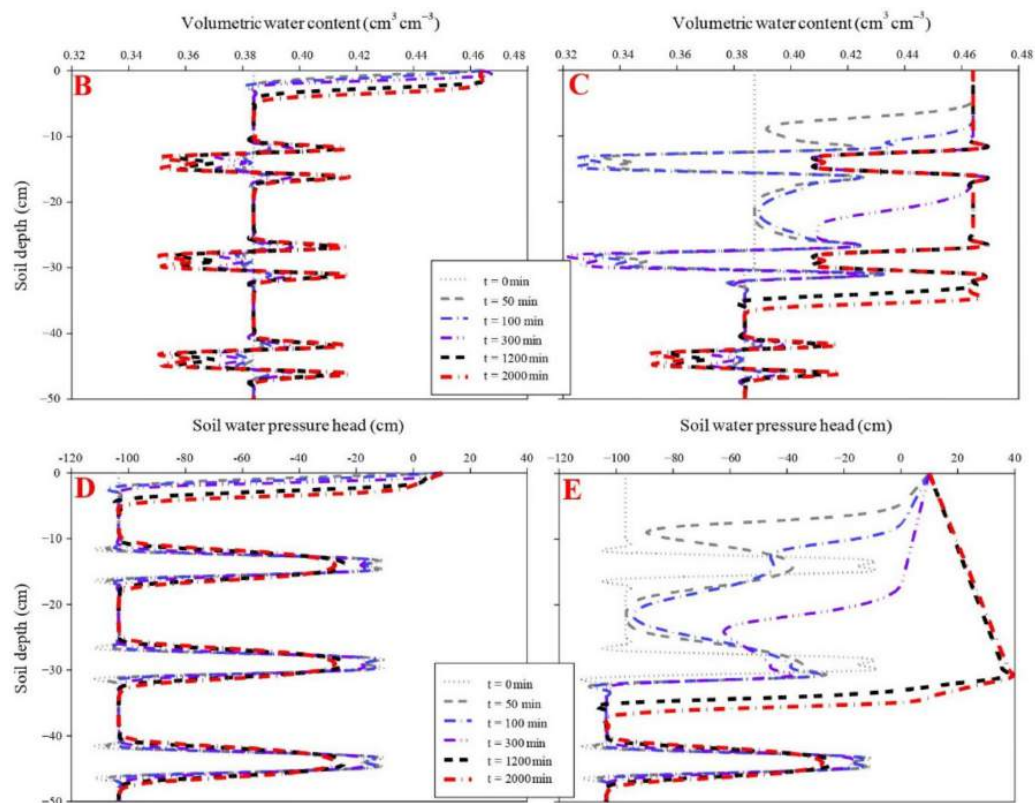 Volumetric water content (cm³ cm⁻³)
Volumetric water content (cm³ cm⁻³)
0.32 0.34 0.36 0.38 0.40 0.42 0.44 0.46 0.48
0.32 0.34 0.36 0.38 0.40 0.42 0.44 0.46 0.48
B
C
Soil depth (cm)
0
−10
−20
−30
−40
−50
t = 0 min
t = 50 min
t = 100 min
t = 300 min
t = 1200 min
t = 2000 min
Soil water pressure head (cm)
Soil water pressure head (cm)
-120 -100 -80 -60 -40 -20 0 20 40
-120 -100 -80 -60 -40 -20 0 20 40
D
E
Soil depth (cm)
0
−10
−20
−30
−40
−50
t = 0 min
t = 50 min
t = 100 min
t = 300 min
t = 1200 min
t = 2000 min